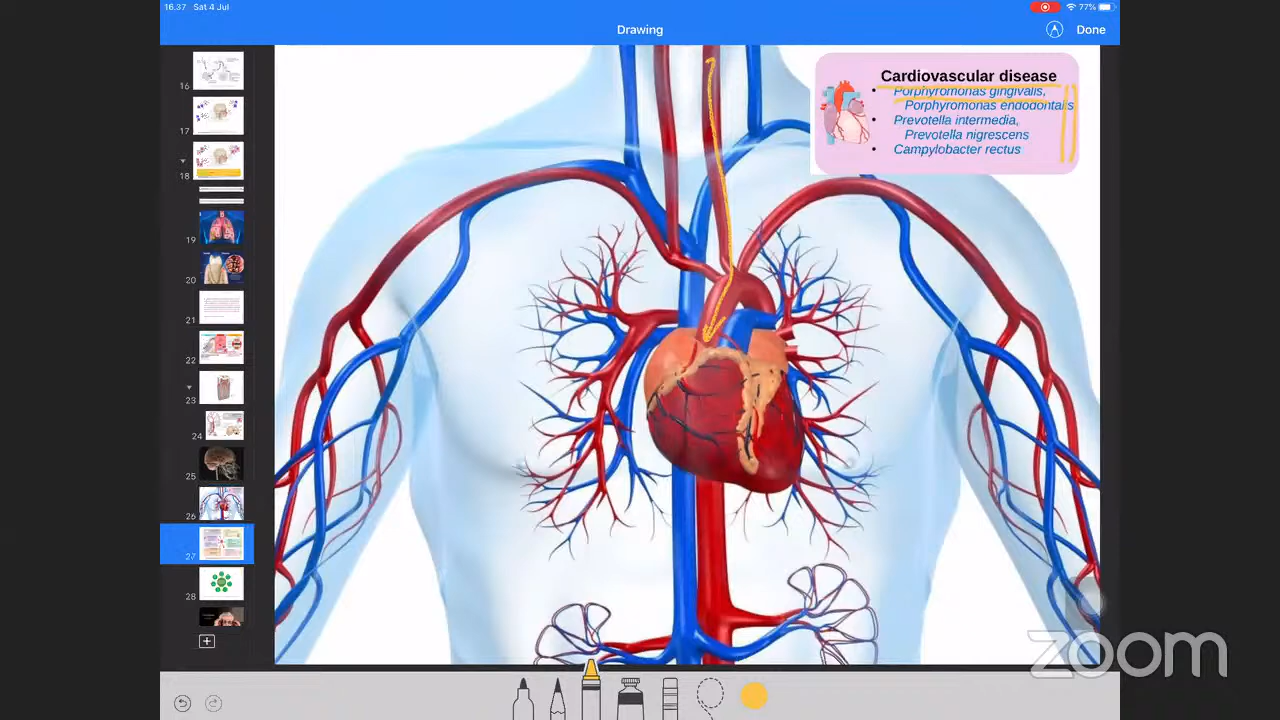 16.37 Sat 4 Jul
77%
Drawing
Done
Cardiovascular disease
• Porphyromonas gingivalis,
Porphyromonas endodontalis
• Prevotella intermedia,
Prevotella nigrescens
• Campylobacter rectus
16
17
18
19
20
21
22
23
24
25
26
27
28
zoom